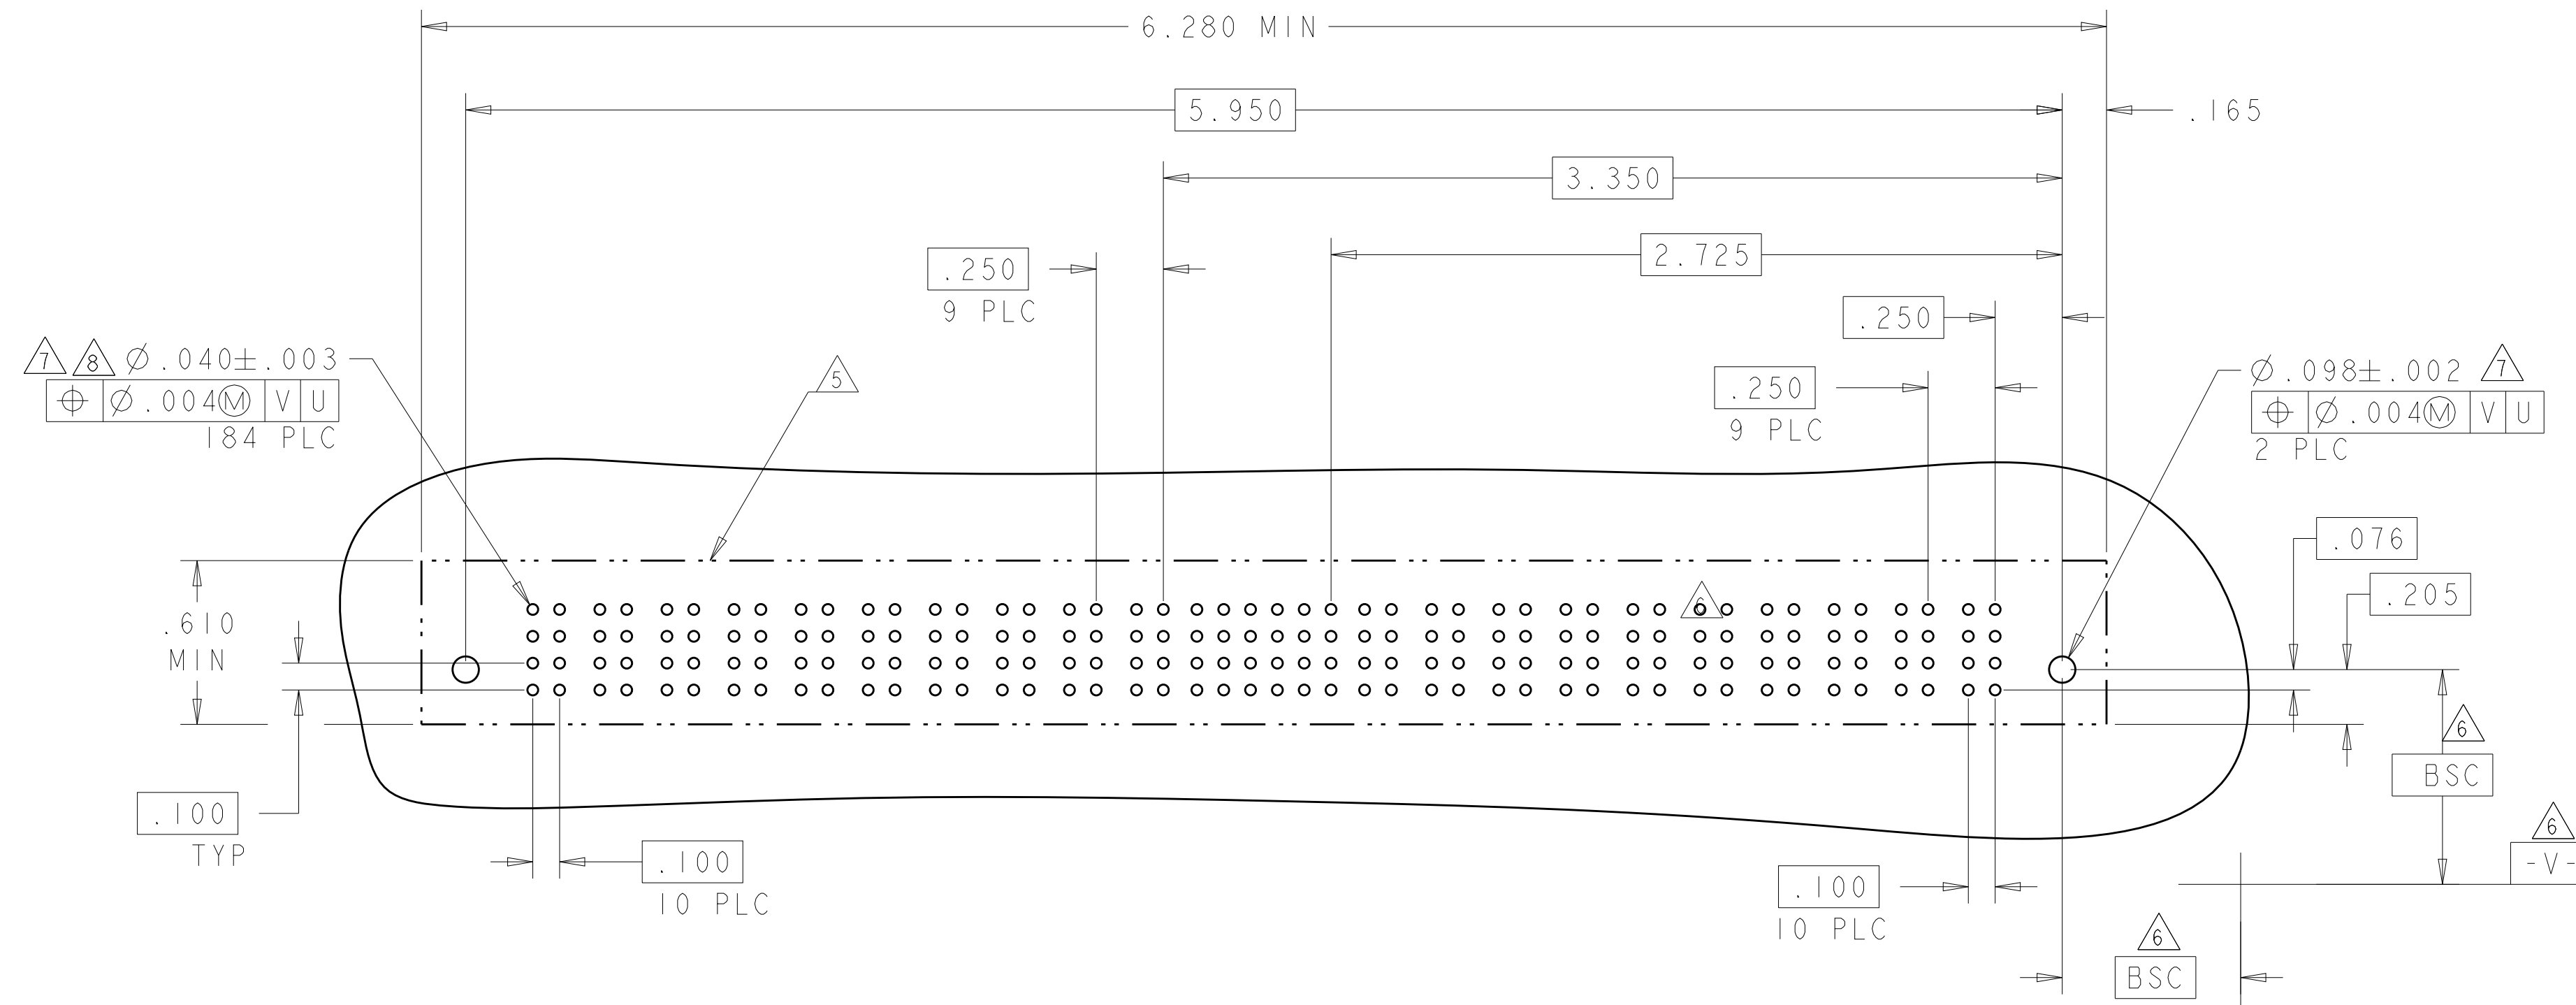 6.280 MIN
5.950
.165
3.350
2.725
.250
9 PLC
.250
.250
9 PLC
7 8 Ø .040±.003
⌖ Ø .004Ⓜ V U
184 PLC
5
Ø .098±.002 7
⌖ Ø .004Ⓜ V U
2 PLC
.076
.205
6
.610
MIN
6
BSC
.100
TYP
.100
10 PLC
.100
10 PLC
6
-V-
6
BSC